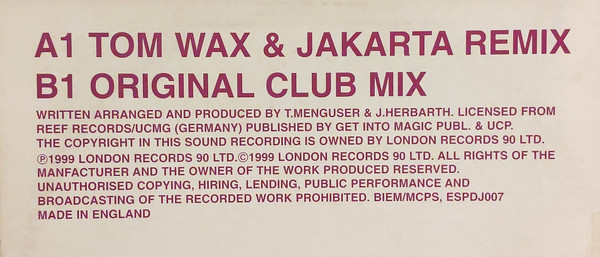 A1 TOM WAX & JAKARTA REMIX
B1 ORIGINAL CLUB MIX
WRITTEN ARRANGED AND PRODUCED BY T.MENGUSER & J.HERBARTH. LICENSED FROM
REEF RECORDS/UCMG (GERMANY) PUBLISHED BY GET INTO MAGIC PUBL. & UCP.
THE COPYRIGHT IN THIS SOUND RECORDING IS OWNED BY LONDON RECORDS 90 LTD.
℗1999 LONDON RECORDS 90 LTD.©1999 LONDON RECORDS 90 LTD. ALL RIGHTS OF THE
MANFACTURER AND THE OWNER OF THE WORK PRODUCED RESERVED.
UNAUTHORISED COPYING, HIRING, LENDING, PUBLIC PERFORMANCE AND
BROADCASTING OF THE RECORDED WORK PROHIBITED. BIEM/MCPS, ESPDJ007
MADE IN ENGLAND